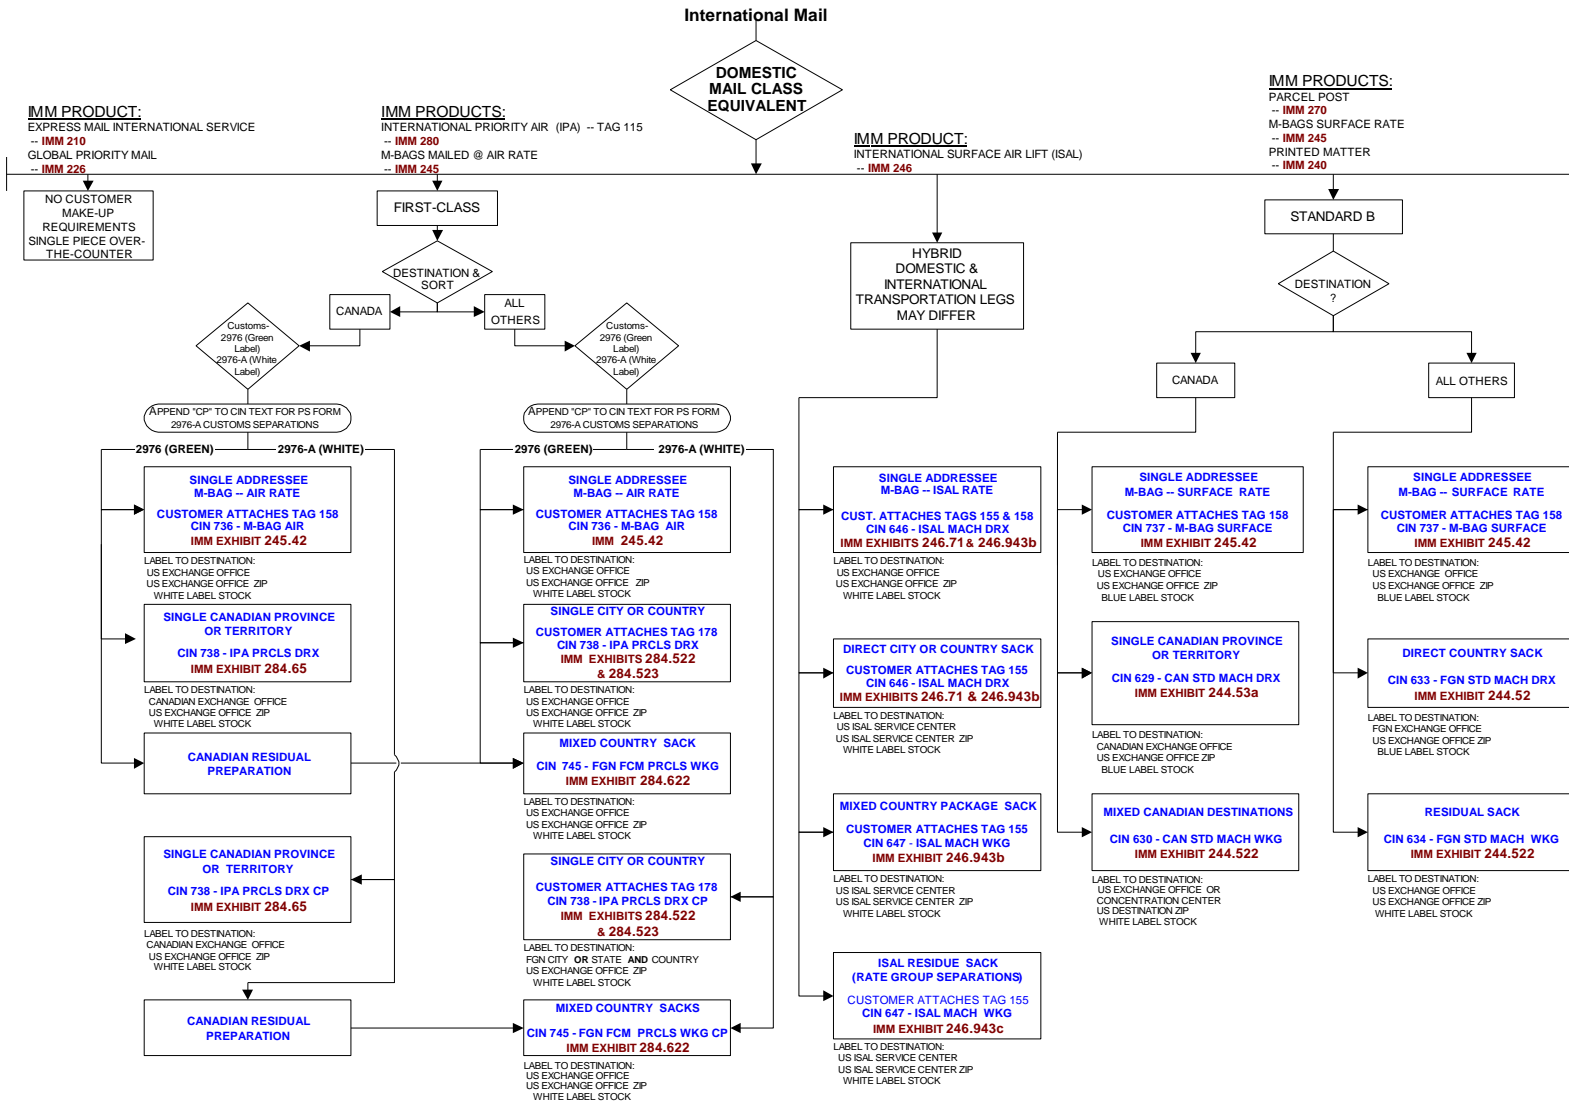 International Mail
DOMESTIC
MAIL CLASS
EQUIVALENT
IMM PRODUCT:
EXPRESS MAIL INTERNATIONAL SERVICE
-- IMM 210
GLOBAL PRIORITY MAIL
-- IMM 226
IMM PRODUCTS:
INTERNATIONAL PRIORITY AIR (IPA) -- TAG 115
-- IMM 280
M-BAGS MAILED @ AIR RATE
-- IMM 245
IMM PRODUCT:
INTERNATIONAL SURFACE AIR LIFT (ISAL)
-- IMM 246
IMM PRODUCTS:
PARCEL POST
-- IMM 270
M-BAGS SURFACE RATE
-- IMM 245
PRINTED MATTER
-- IMM 240
NO CUSTOMER
MAKE-UP
REQUIREMENTS
SINGLE PIECE OVER-
THE-COUNTER
FIRST-CLASS
DESTINATION &
SORT
CANADA
ALL
OTHERS
Customs-
2976 (Green
Label)
2976-A (White
Label)
Customs-
2976 (Green
Label)
2976-A (White
Label)
APPEND "CP" TO CIN TEXT FOR PS FORM
2976-A CUSTOMS SEPARATIONS
APPEND "CP" TO CIN TEXT FOR PS FORM
2976-A CUSTOMS SEPARATIONS
2976 (GREEN)
2976-A (WHITE)
2976 (GREEN)
2976-A (WHITE)
HYBRID
DOMESTIC &
INTERNATIONAL
TRANSPORTATION LEGS
MAY DIFFER
STANDARD B
DESTINATION
?
CANADA
ALL OTHERS
SINGLE ADDRESSEE
M-BAG -- AIR RATE
CUSTOMER ATTACHES TAG 158
CIN 736 - M-BAG AIR
IMM EXHIBIT 245.42
LABEL TO DESTINATION:
US EXCHANGE OFFICE
US EXCHANGE OFFICE ZIP
WHITE LABEL STOCK
SINGLE CANADIAN PROVINCE
OR TERRITORY
CIN 738 - IPA PRCLS DRX
IMM EXHIBIT 284.65
LABEL TO DESTINATION:
CANADIAN EXCHANGE OFFICE
US EXCHANGE OFFICE ZIP
WHITE LABEL STOCK
CANADIAN RESIDUAL
PREPARATION
SINGLE CANADIAN PROVINCE
OR TERRITORY
CIN 738 - IPA PRCLS DRX CP
IMM EXHIBIT 284.65
LABEL TO DESTINATION:
CANADIAN EXCHANGE OFFICE
US EXCHANGE OFFICE ZIP
WHITE LABEL STOCK
CANADIAN RESIDUAL
PREPARATION
SINGLE ADDRESSEE
M-BAG -- AIR RATE
CUSTOMER ATTACHES TAG 158
CIN 736 - M-BAG AIR
IMM 245.42
LABEL TO DESTINATION:
US EXCHANGE OFFICE
US EXCHANGE OFFICE ZIP
WHITE LABEL STOCK
SINGLE CITY OR COUNTRY
CUSTOMER ATTACHES TAG 178
CIN 738 - IPA PRCLS DRX
IMM EXHIBITS 284.522
& 284.523
LABEL TO DESTINATION:
US EXCHANGE OFFICE
US EXCHANGE OFFICE ZIP
WHITE LABEL STOCK
MIXED COUNTRY SACK
CIN 745 - FGN FCM PRCLS WKG
IMM EXHIBIT 284.622
LABEL TO DESTINATION:
US EXCHANGE OFFICE
US EXCHANGE OFFICE ZIP
WHITE LABEL STOCK
SINGLE CITY OR COUNTRY
CUSTOMER ATTACHES TAG 178
CIN 738 - IPA PRCLS DRX CP
IMM EXHIBITS 284.522
& 284.523
LABEL TO DESTINATION:
FGN CITY OR STATE AND COUNTRY
US EXCHANGE OFFICE ZIP
WHITE LABEL STOCK
MIXED COUNTRY SACKS
CIN 745 - FGN FCM PRCLS WKG CP
IMM EXHIBIT 284.622
LABEL TO DESTINATION:
US EXCHANGE OFFICE
US EXCHANGE OFFICE ZIP
WHITE LABEL STOCK
SINGLE ADDRESSEE
M-BAG -- ISAL RATE
CUST. ATTACHES TAGS 155 & 158
CIN 646 - ISAL MACH DRX
IMM EXHIBITS 246.71 & 246.943b
LABEL TO DESTINATION:
US EXCHANGE OFFICE
US EXCHANGE OFFICE ZIP
WHITE LABEL STOCK
DIRECT CITY OR COUNTRY SACK
CUSTOMER ATTACHES TAG 155
CIN 646 - ISAL MACH DRX
IMM EXHIBITS 246.71 & 246.943b
LABEL TO DESTINATION:
US ISAL SERVICE CENTER
US ISAL SERVICE CENTER ZIP
WHITE LABEL STOCK
MIXED COUNTRY PACKAGE SACK
CUSTOMER ATTACHES TAG 155
CIN 647 - ISAL MACH WKG
IMM EXHIBIT 246.943b
LABEL TO DESTINATION:
US ISAL SERVICE CENTER
US ISAL SERVICE CENTER ZIP
WHITE LABEL STOCK
ISAL RESIDUE SACK
(RATE GROUP SEPARATIONS)
CUSTOMER ATTACHES TAG 155
CIN 647 - ISAL MACH WKG
IMM EXHIBIT 246.943c
LABEL TO DESTINATION:
US ISAL SERVICE CENTER
US ISAL SERVICE CENTER ZIP
WHITE LABEL STOCK
SINGLE ADDRESSEE
M-BAG -- SURFACE RATE
CUSTOMER ATTACHES TAG 158
CIN 737 - M-BAG SURFACE
IMM EXHIBIT 245.42
LABEL TO DESTINATION:
US EXCHANGE OFFICE
US EXCHANGE OFFICE ZIP
BLUE LABEL STOCK
SINGLE CANADIAN PROVINCE
OR TERRITORY
CIN 629 - CAN STD MACH DRX
IMM EXHIBIT 244.53a
LABEL TO DESTINATION:
CANADIAN EXCHANGE OFFICE
US EXCHANGE OFFICE ZIP
BLUE LABEL STOCK
MIXED CANADIAN DESTINATIONS
CIN 630 - CAN STD MACH WKG
IMM EXHIBIT 244.522
LABEL TO DESTINATION:
US EXCHANGE OFFICE OR
CONCENTRATION CENTER
US DESTINATION ZIP
WHITE LABEL STOCK
SINGLE ADDRESSEE
M-BAG -- SURFACE RATE
CUSTOMER ATTACHES TAG 158
CIN 737 - M-BAG SURFACE
IMM EXHIBIT 245.42
LABEL TO DESTINATION:
US EXCHANGE OFFICE
US EXCHANGE OFFICE ZIP
BLUE LABEL STOCK
DIRECT COUNTRY SACK
CIN 633 - FGN STD MACH DRX
IMM EXHIBIT 244.52
LABEL TO DESTINATION:
FGN EXCHANGE OFFICE
US EXCHANGE OFFICE ZIP
BLUE LABEL STOCK
RESIDUAL SACK
CIN 634 - FGN STD MACH WKG
IMM EXHIBIT 244.522
LABEL TO DESTINATION:
US EXCHANGE OFFICE
US EXCHANGE OFFICE ZIP
WHITE LABEL STOCK